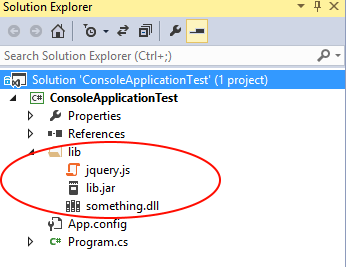 Solution Explorer
Search Solution Explorer (Ctrl+;)
Solution 'ConsoleApplicationTest' (1 project)
C# ConsoleApplicationTest
Properties
References
lib
jquery.js
lib.jar
something.dll
App.config
C# Program.cs